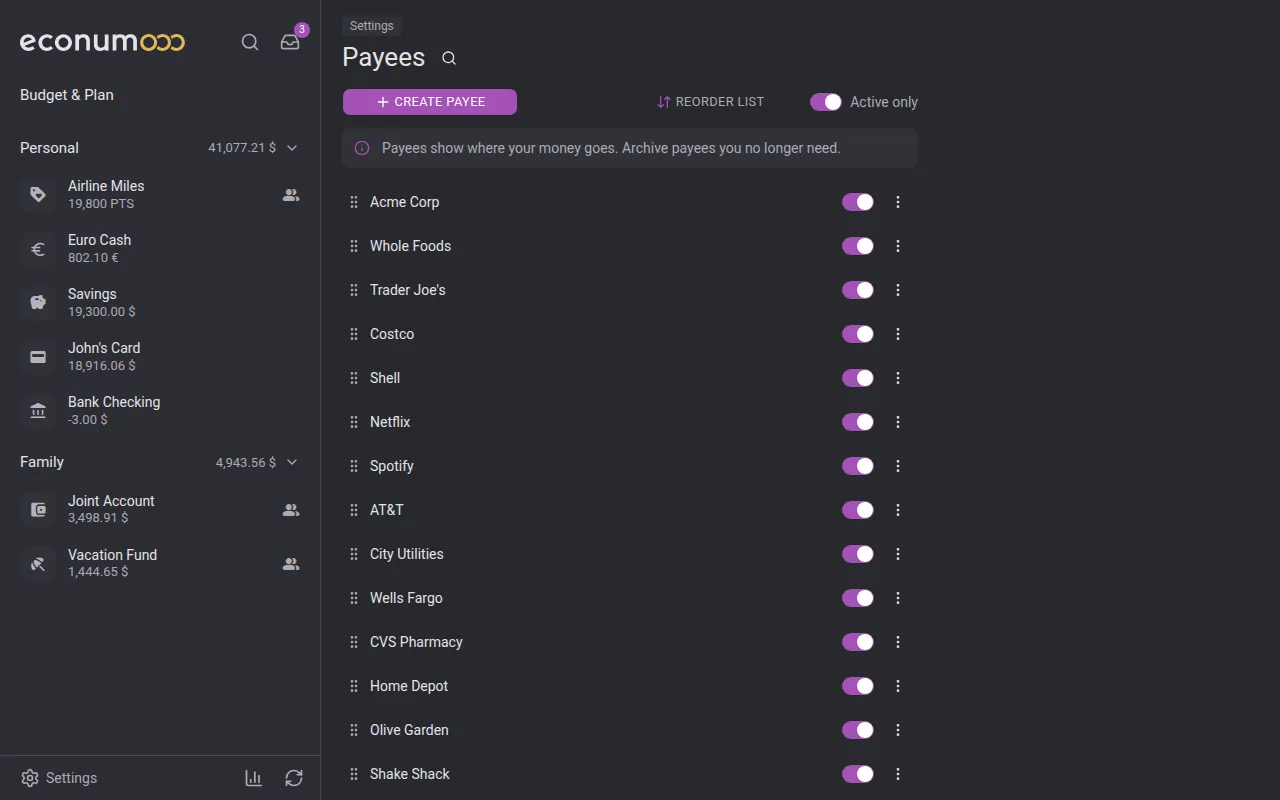 econumooo
3
Budget & Plan
Personal 41,077.21 $
Airline Miles
19,800 PTS
Euro Cash
802.10 €
Savings
19,300.00 $
John's Card
18,916.06 $
Bank Checking
-3.00 $
Family 4,943.56 $
Joint Account
3,498.91 $
Vacation Fund
1,444.65 $
Settings
Settings
Payees
CREATE PAYEE REORDER LIST Active only
Payees show where your money goes. Archive payees you no longer need.
Acme Corp
Whole Foods
Trader Joe's
Costco
Shell
Netflix
Spotify
AT&T
City Utilities
Wells Fargo
CVS Pharmacy
Home Depot
Olive Garden
Shake Shack